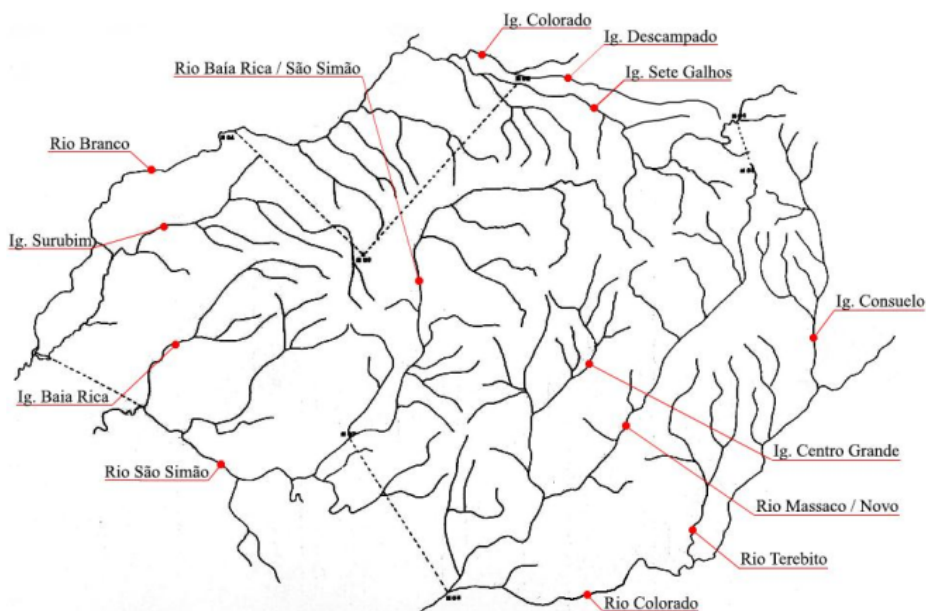 Ig. Colorado
Ig. Descampado
Rio Baía Rica / São Simão
Ig. Sete Galhos
Rio Branco
Ig. Surubim
Ig. Consuelo
Ig. Baia Rica
Ig. Centro Grande
Rio São Simão
Rio Massaco / Novo
Rio Terebito
Rio Colorado